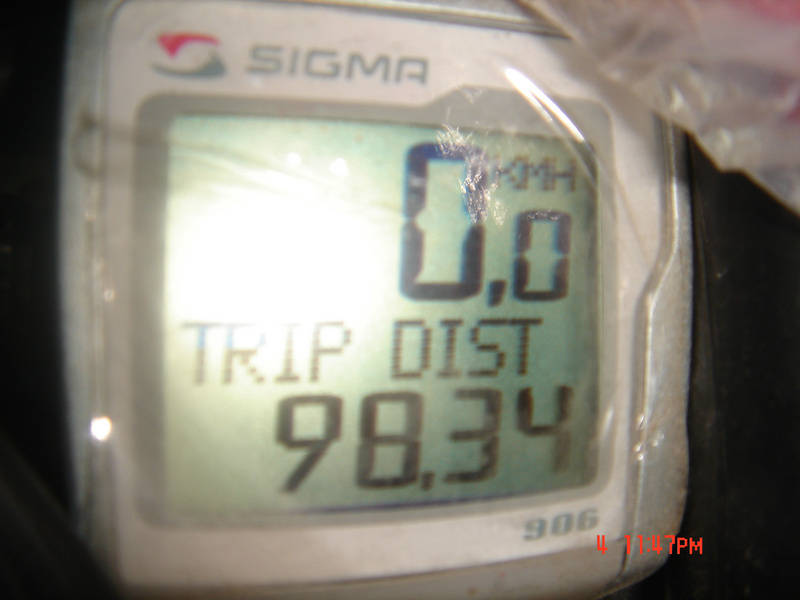 SIGMA
KMH
0,0
TRIP DIST
98,34
906
4 11:47PM